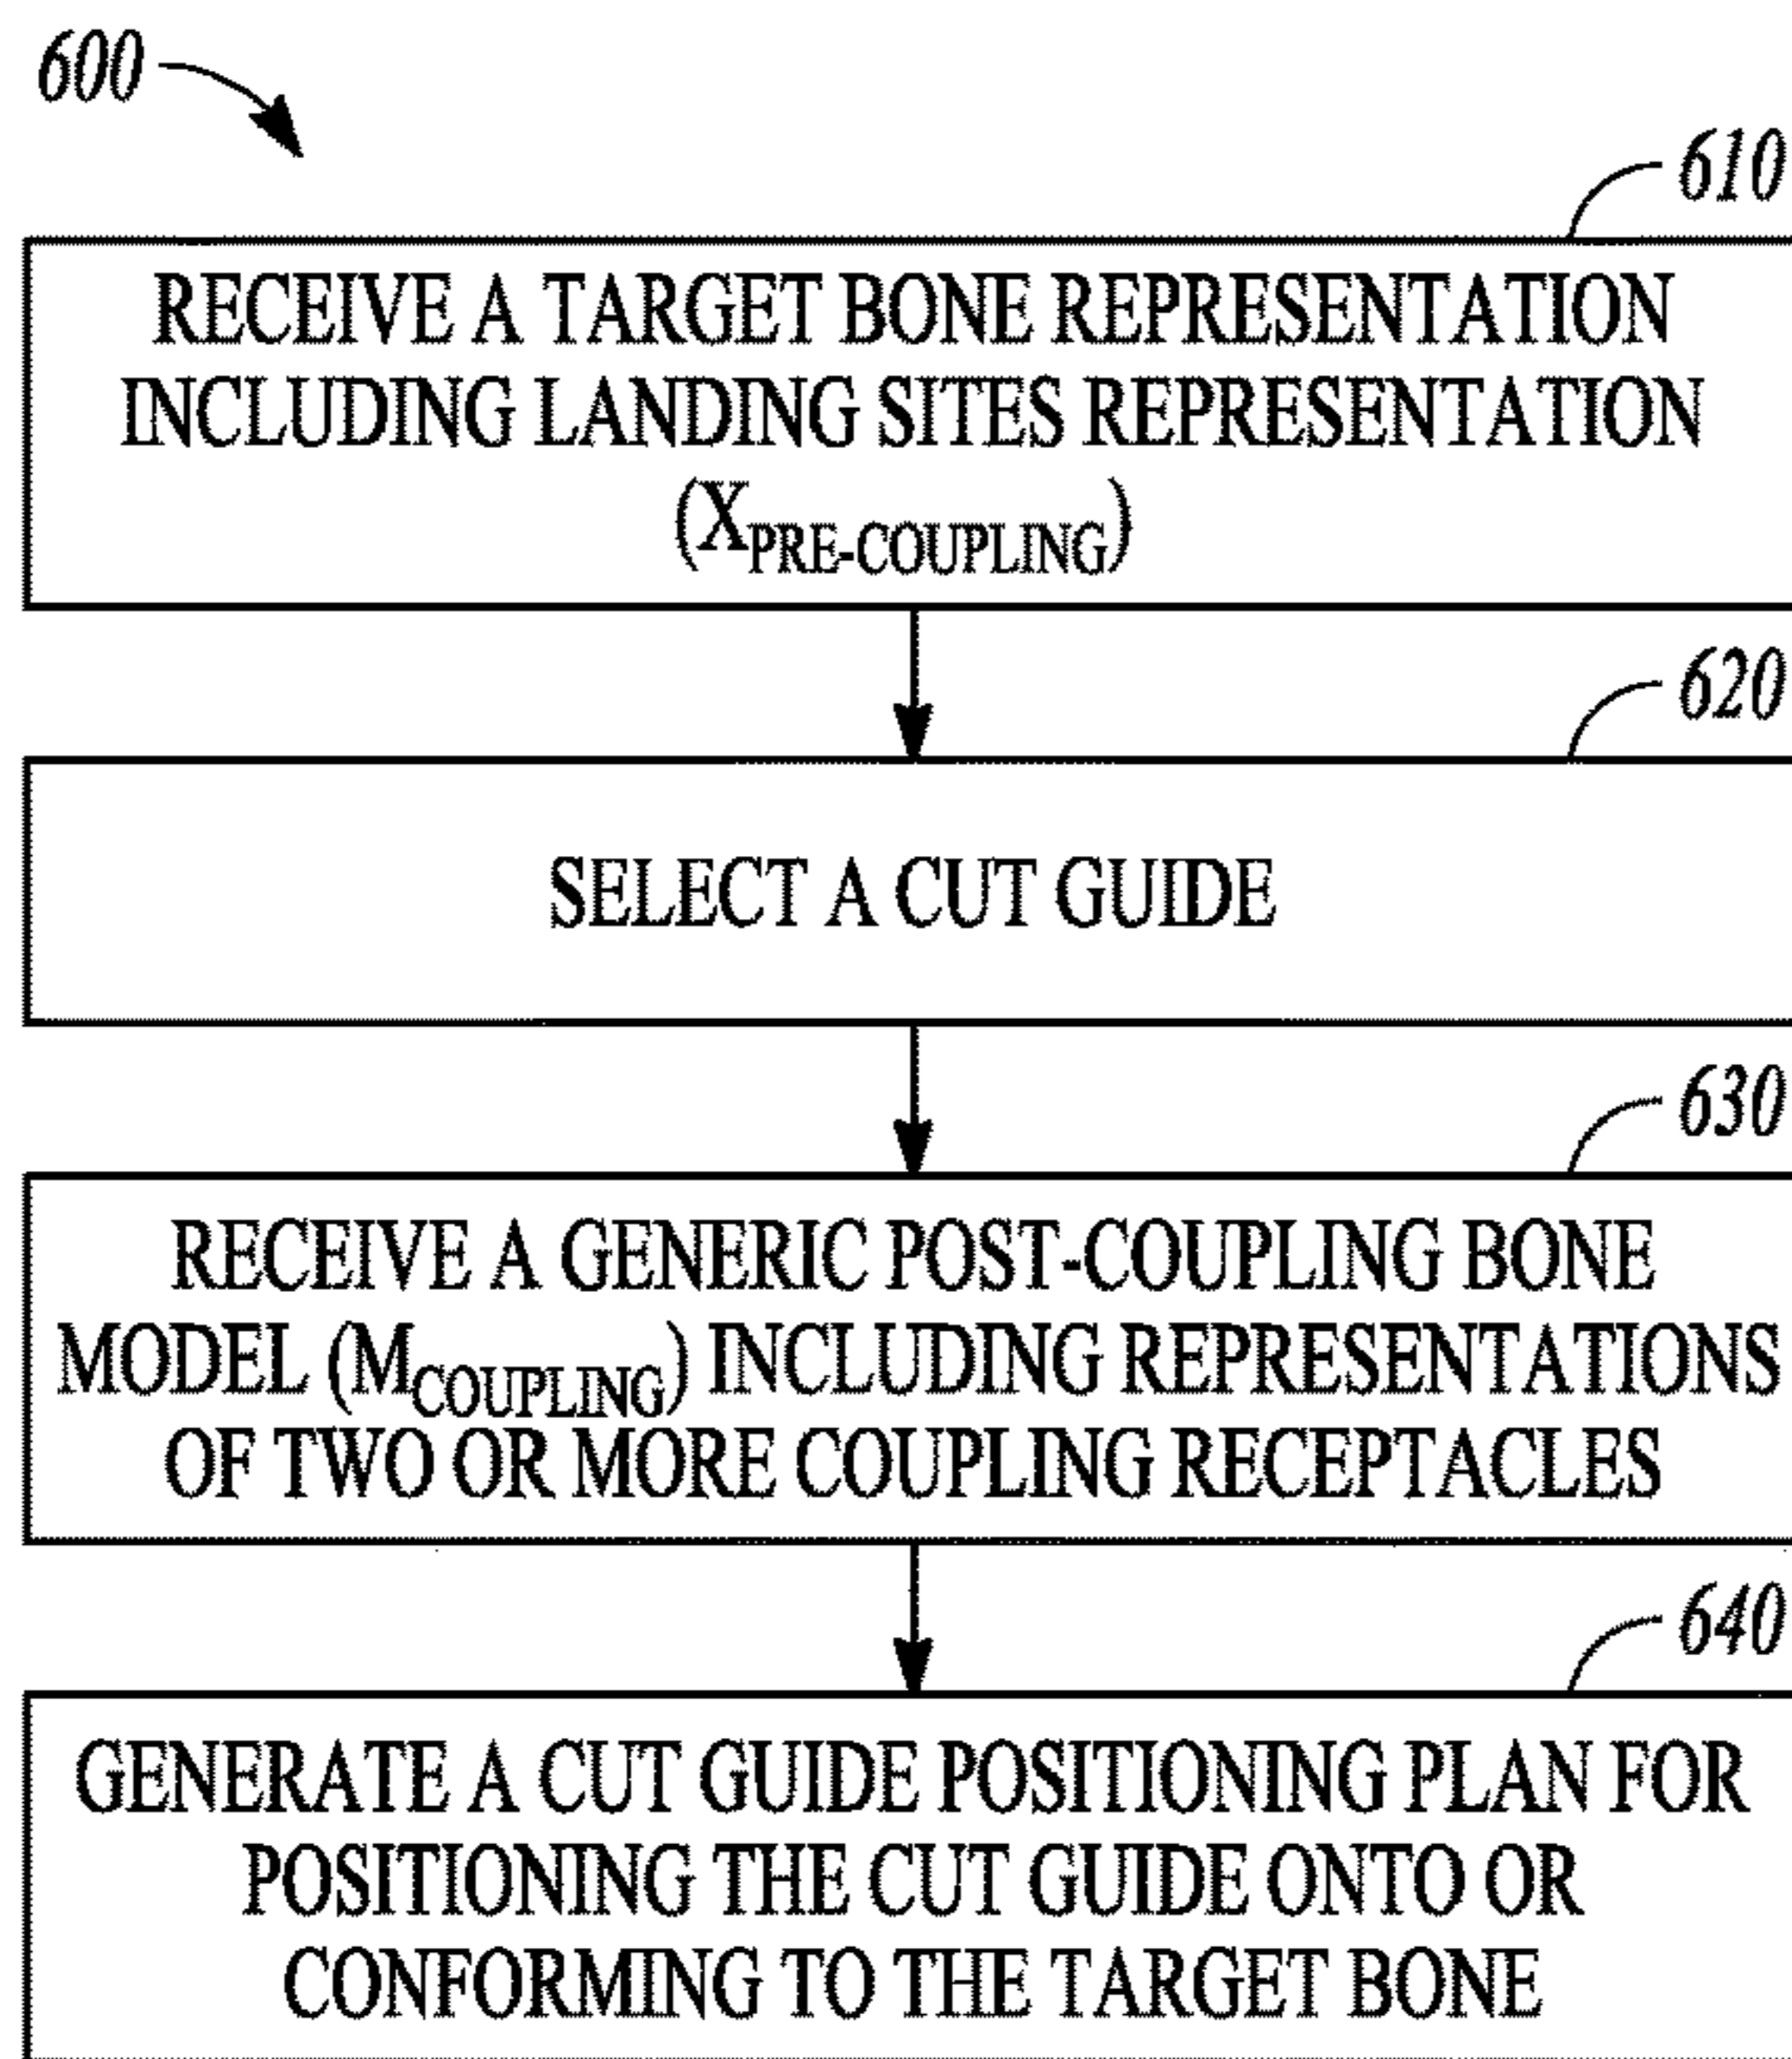 600
610
RECEIVE A TARGET BONE REPRESENTATION
INCLUDING LANDING SITES REPRESENTATION
(XPRE-COUPLING)
620
SELECT A CUT GUIDE
630
RECEIVE A GENERIC POST-COUPLING BONE
MODEL (MCOUPLING) INCLUDING REPRESENTATIONS
OF TWO OR MORE COUPLING RECEPTACLES
640
GENERATE A CUT GUIDE POSITIONING PLAN FOR
POSITIONING THE CUT GUIDE ONTO OR
CONFORMING TO THE TARGET BONE